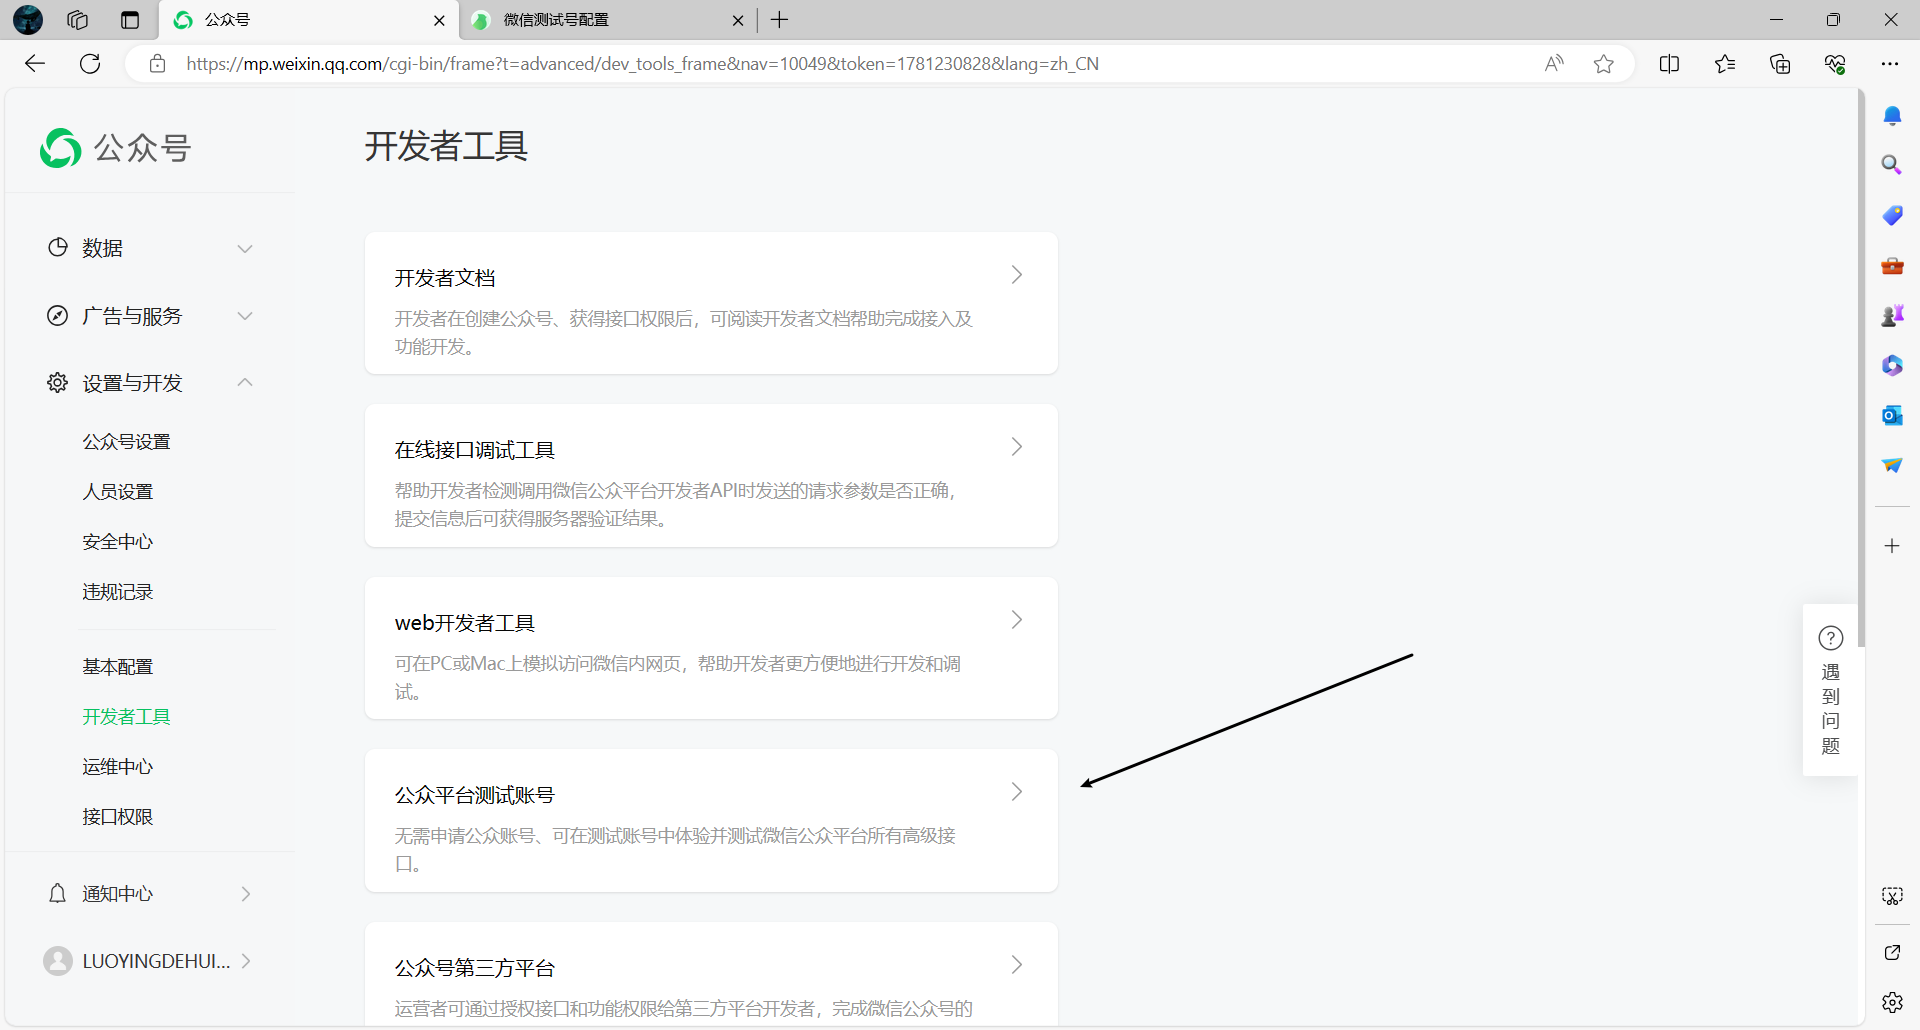 公众号
微信测试号配置
https://mp.weixin.qq.com/cgi-bin/frame?t=advanced/dev_tools_frame&nav=10049&token=1781230828&lang=zh_CN
公众号
数据
广告与服务
设置与开发
公众号设置
人员设置
安全中心
违规记录
基本配置
开发者工具
运维中心
接口权限
通知中心
LUOYINGDEHUI...
开发者工具
开发者文档
开发者在创建公众号、获得接口权限后，可阅读开发者文档帮助完成接入及
功能开发。
在线接口调试工具
帮助开发者检测调用微信公众平台开发者API时发送的请求参数是否正确，
提交信息后可获得服务器验证结果。
web开发者工具
可在PC或Mac上模拟访问微信内网页，帮助开发者更方便地进行开发和调
试。
公众平台测试账号
无需申请公众账号、可在测试账号中体验并测试微信公众平台所有高级接
口。
公众号第三方平台
运营者可通过授权接口和功能权限给第三方平台开发者，完成微信公众号的
遇
到
问
题